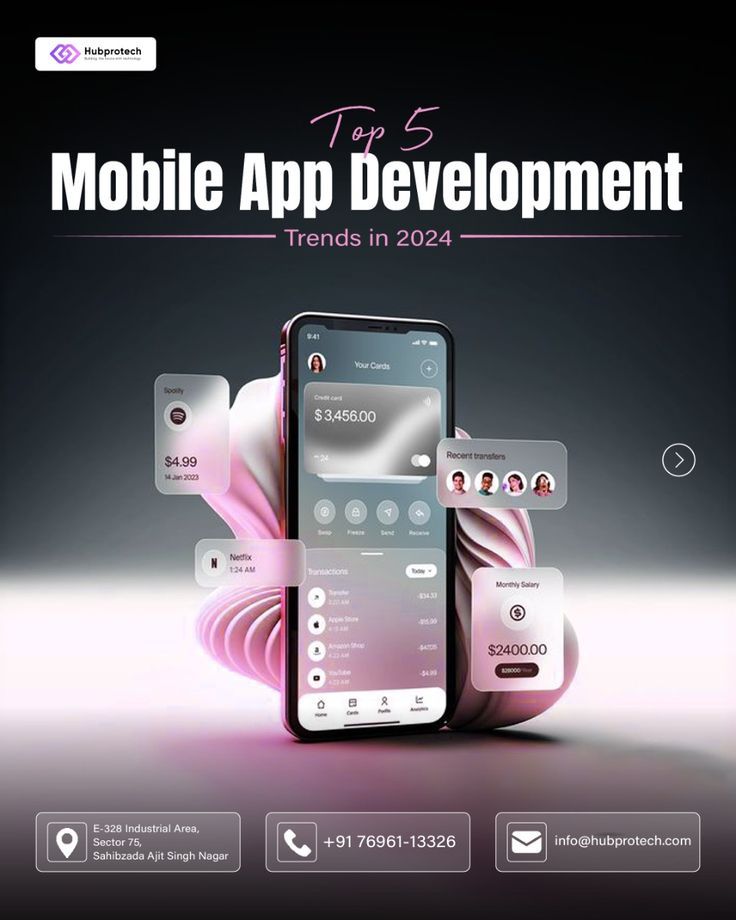 Hubprotech
Building the future with technology
Top 5
Mobile App Development
Trends in 2024
9:41
Your Cards
Credit card
$3,456.00
Spotify
$4.99
14 Jan 2023
Recent transfers
Swap
Freeze
Send
Receive
Netflix
1:24 AM
Transactions
Today
Transfer
-$34.33
Apple Store
-$15.99
Amazon Shop
YouTube
-$4.99
Monthly Salary
$2400.00
$28000/Year
Home
Cards
Profile
Analytics
E-328 Industrial Area,
Sector 75,
Sahibzada Ajit Singh Nagar
+91 76961-13326
info@hubprotech.com